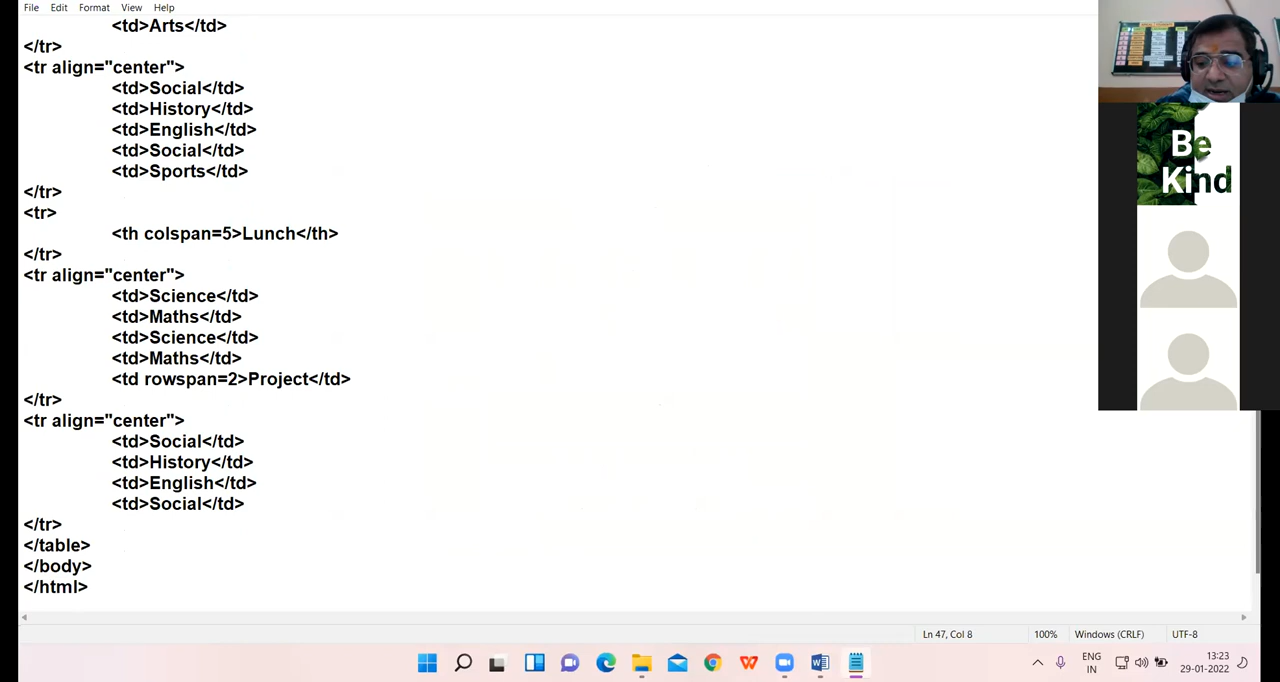 File Edit Format View Help
<td>Arts</td>
</tr>
<tr align="center">
<td>Social</td>
<td>History</td>
<td>English</td>
<td>Social</td>
<td>Sports</td>
</tr>
<tr>
<th colspan=5>Lunch</th>
</tr>
<tr align="center">
<td>Science</td>
<td>Maths</td>
<td>Science</td>
<td>Maths</td>
<td rowspan=2>Project</td>
</tr>
<tr align="center">
<td>Social</td>
<td>History</td>
<td>English</td>
<td>Social</td>
</tr>
</table>
</body>
</html>
Be
Kind
Ln 47, Col 8 100% Windows (CRLF) UTF-8
ENG
IN
13:23
29-01-2022